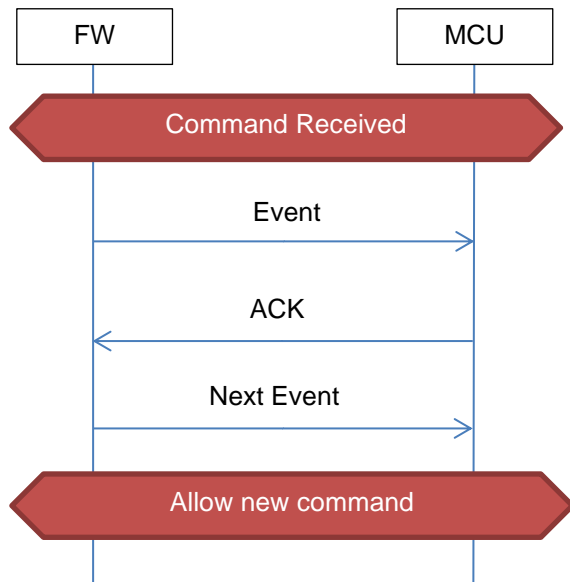 FW
MCU
Command Received
Event
ACK
Next Event
Allow new command